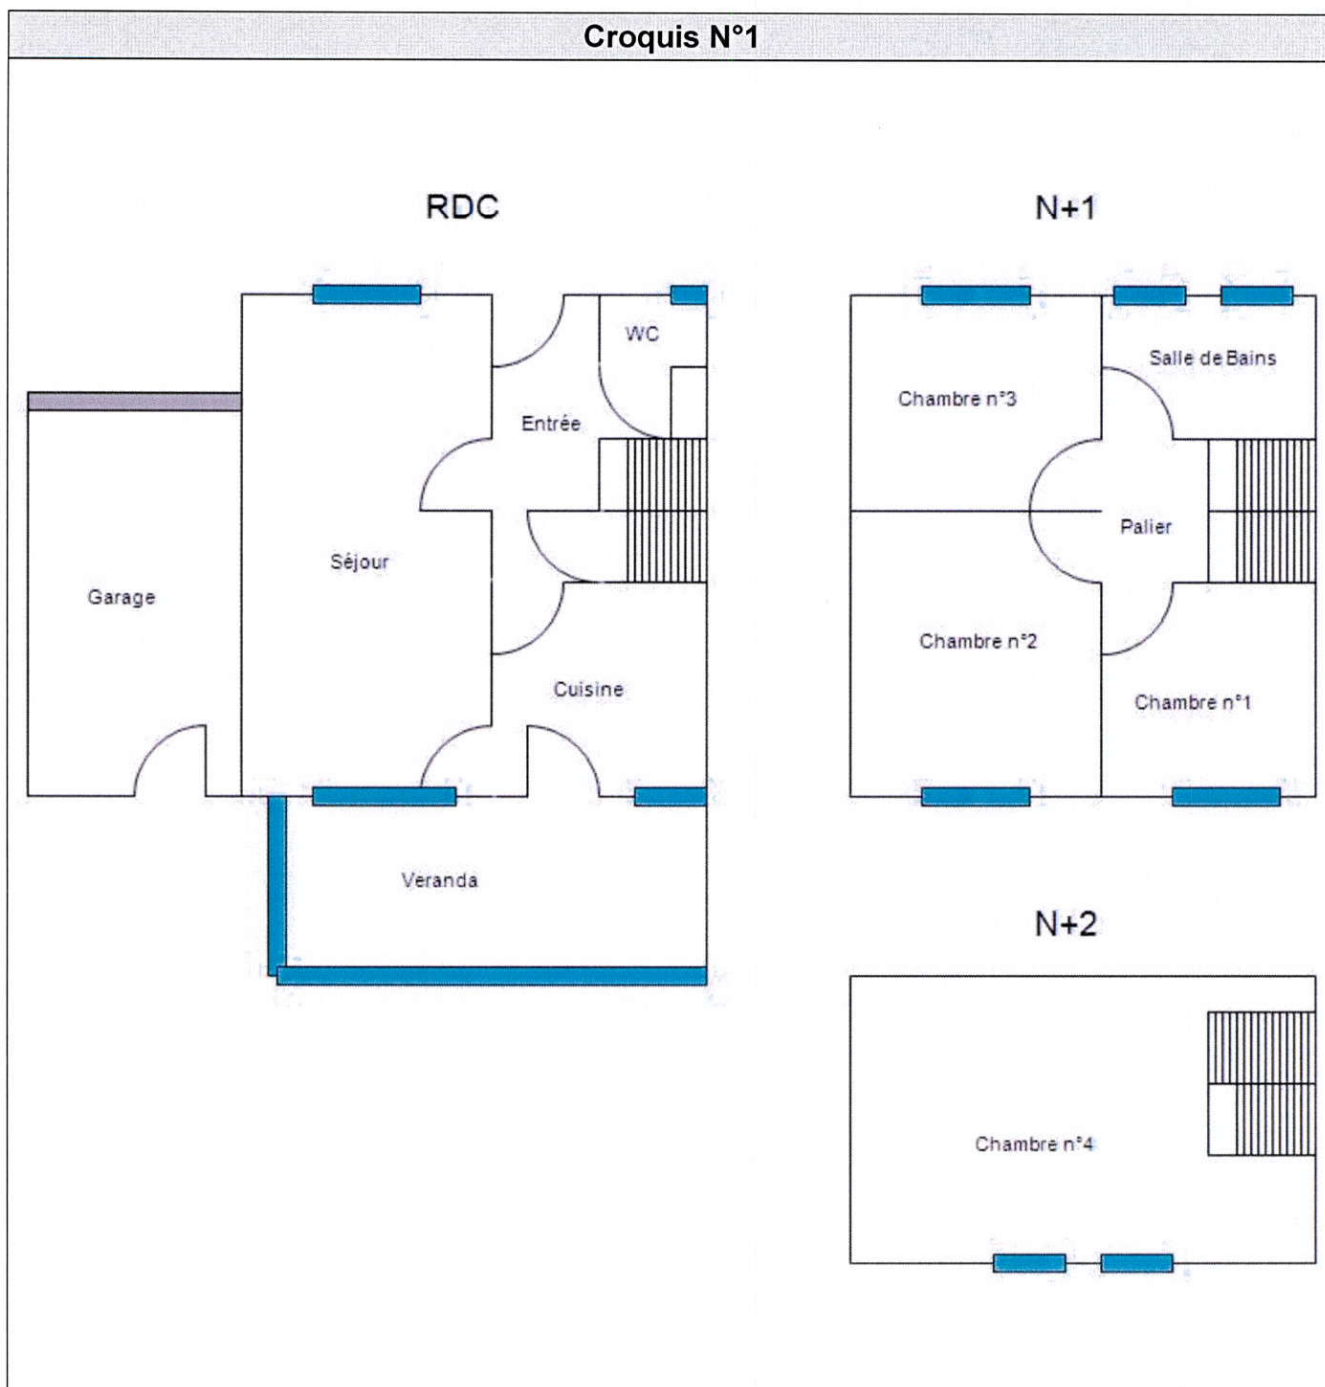 Croquis N°1
RDC
N+1
WC
Salle de Bains
Chambre n°3
Entrée
Palier
Séjour
Garage
Chambre n°2
Cuisine
Chambre n°1
Veranda
N+2
Chambre n°4